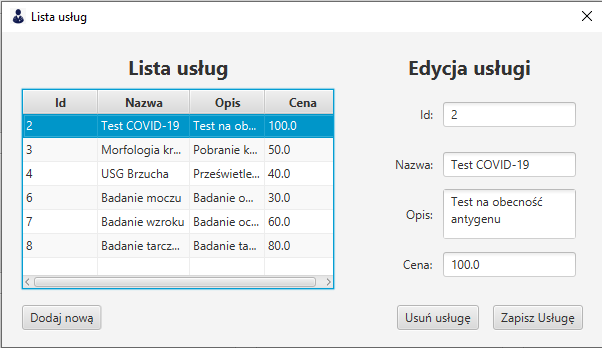 Lista usług
Lista usług
Id Nazwa Opis Cena
2 Test COVID-19 Test na ob... 100.0
3 Morfologia kr... Pobranie k... 50.0
4 USG Brzucha Prześwietle... 40.0
6 Badanie moczu Badanie o... 30.0
7 Badanie wzroku Badanie oc... 60.0
8 Badanie tarcz... Badanie ta... 80.0
Dodaj nową
Edycja usługi
Id: 2
Nazwa: Test COVID-19
Opis: Test na obecność
antygenu
Cena: 100.0
Usuń usługę Zapisz Usługę